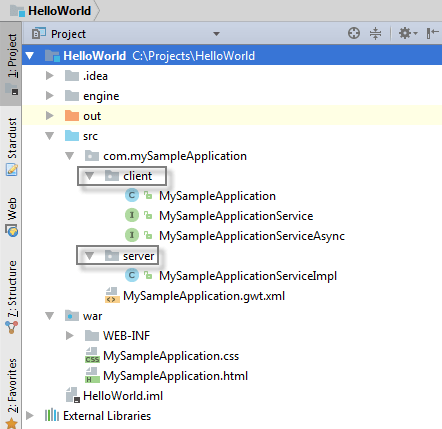 HelloWorld
1: Project
Stardust
Web
7: Structure
2: Favorites
Project
HelloWorld C:\Projects\HelloWorld
.idea
engine
out
src
com.mySampleApplication
client
C MySampleApplication
I MySampleApplicationService
I MySampleApplicationServiceAsync
server
C MySampleApplicationServiceImpl
MySampleApplication.gwt.xml
war
WEB-INF
CSS MySampleApplication.css
H MySampleApplication.html
HelloWorld.iml
External Libraries